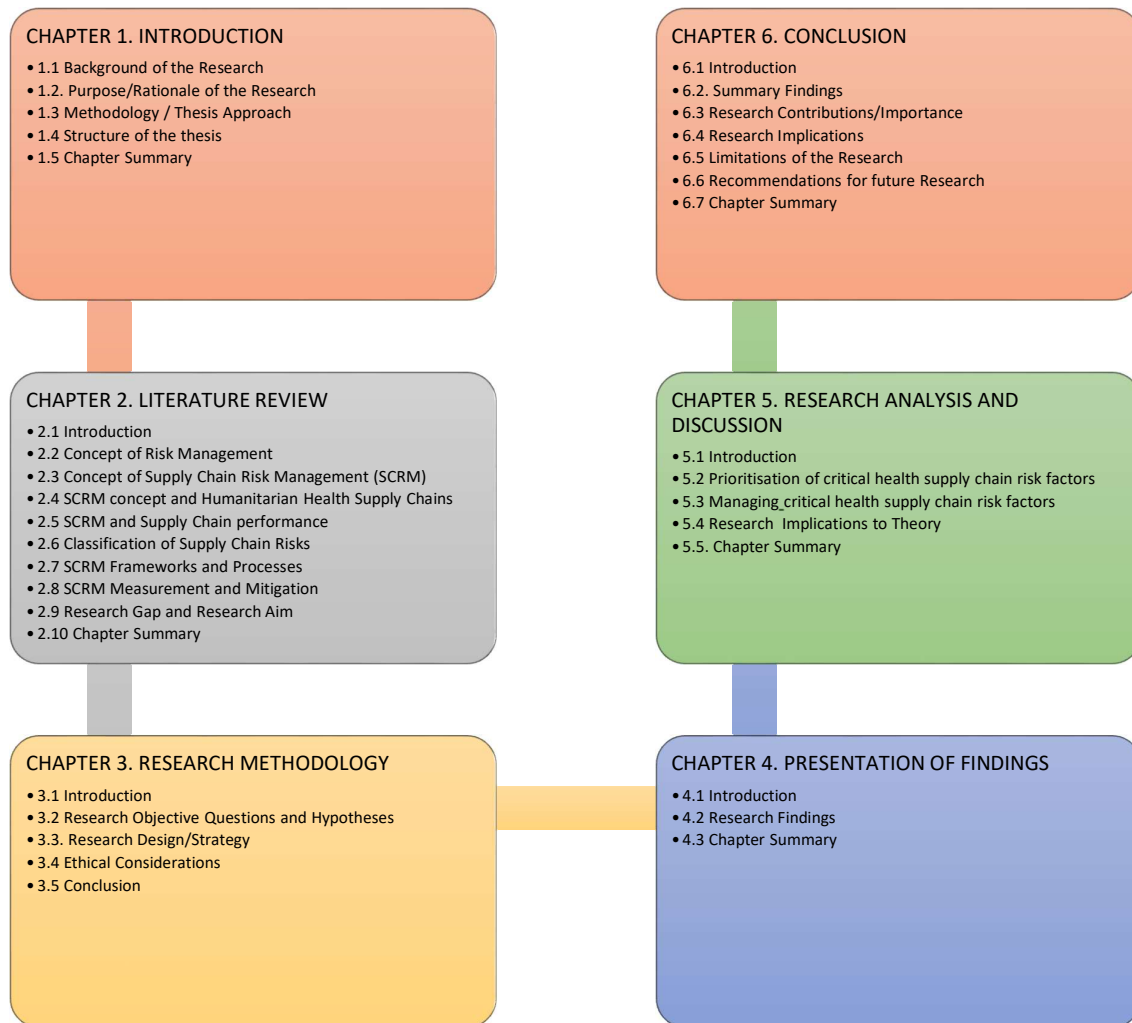 CHAPTER 1. INTRODUCTION
• 1.1 Background of the Research
• 1.2. Purpose/Rationale of the Research
• 1.3 Methodology / Thesis Approach
• 1.4 Structure of the thesis
• 1.5 Chapter Summary
CHAPTER 2. LITERATURE REVIEW
• 2.1 Introduction
• 2.2 Concept of Risk Management
• 2.3 Concept of Supply Chain Risk Management (SCRM)
• 2.4 SCRM concept and Humanitarian Health Supply Chains
• 2.5 SCRM and Supply Chain performance
• 2.6 Classification of Supply Chain Risks
• 2.7 SCRM Frameworks and Processes
• 2.8 SCRM Measurement and Mitigation
• 2.9 Research Gap and Research Aim
• 2.10 Chapter Summary
CHAPTER 3. RESEARCH METHODOLOGY
• 3.1 Introduction
• 3.2 Research Objective Questions and Hypotheses
• 3.3. Research Design/Strategy
• 3.4 Ethical Considerations
• 3.5 Conclusion
CHAPTER 4. PRESENTATION OF FINDINGS
• 4.1 Introduction
• 4.2 Research Findings
• 4.3 Chapter Summary
CHAPTER 5. RESEARCH ANALYSIS AND
DISCUSSION
• 5.1 Introduction
• 5.2 Prioritisation of critical health supply chain risk factors
• 5.3 Managing_critical health supply chain risk factors
• 5.4 Research Implications to Theory
• 5.5. Chapter Summary
CHAPTER 6. CONCLUSION
• 6.1 Introduction
• 6.2. Summary Findings
• 6.3 Research Contributions/Importance
• 6.4 Research Implications
• 6.5 Limitations of the Research
• 6.6 Recommendations for future Research
• 6.7 Chapter Summary